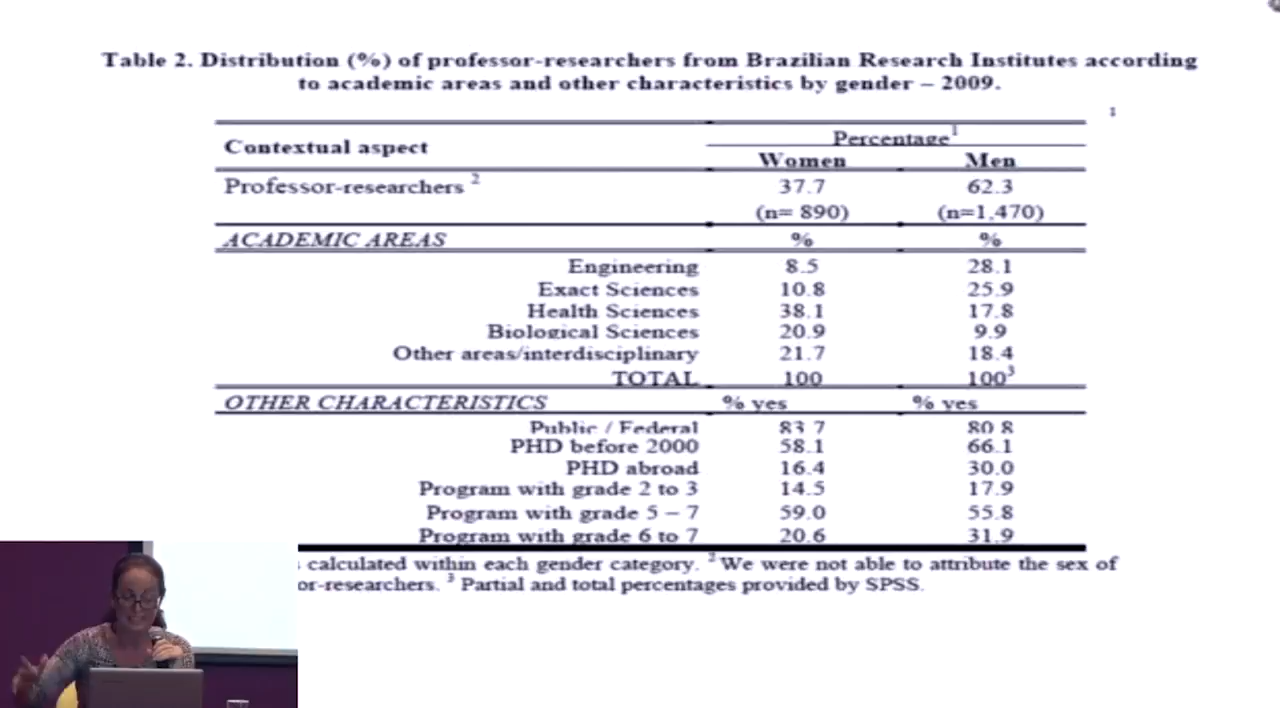 Table 2. Distribution (%) of professor-researchers from Brazilian Research Institutes according
to academic areas and other characteristics by gender – 2009.
1
Contextual aspect Percentage1
Women Men
Professor-researchers 2 37.7 62.3
(n= 890) (n=1,470)
ACADEMIC AREAS % %
Engineering 8.5 28.1
Exact Sciences 10.8 25.9
Health Sciences 38.1 17.8
Biological Sciences 20.9 9.9
Other areas/interdisciplinary 21.7 18.4
TOTAL 100 1003
OTHER CHARACTERISTICS % yes % yes
Public / Federal 83.7 80.8
PHD before 2000 58.1 66.1
PHD abroad 16.4 30.0
Program with grade 2 to 3 14.5 17.9
Program with grade 5 – 7 59.0 55.8
Program with grade 6 to 7 20.6 31.9
calculated within each gender category. 2 We were not able to attribute the sex of
or-researchers. 3 Partial and total percentages provided by SPSS.